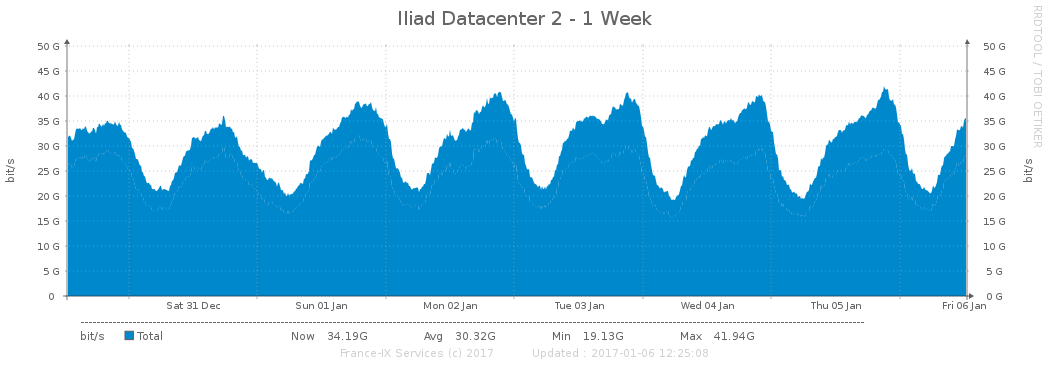 Iliad Datacenter 2 - 1 Week
RRDTOOL / TOBI OETIKER
50 G 50 G
45 G 45 G
40 G 40 G
35 G 35 G
30 G 30 G
25 G 25 G
20 G 20 G
15 G 15 G
10 G 10 G
5 G 5 G
0 0 G
bit/s bit/s
Sat 31 Dec Sun 01 Jan Mon 02 Jan Tue 03 Jan Wed 04 Jan Thu 05 Jan Fri 06 Jan
bit/s Total Now 34.19G Avg 30.32G Min 19.13G Max 41.94G
France-IX Services (c) 2017 Updated : 2017-01-06 12:25:08